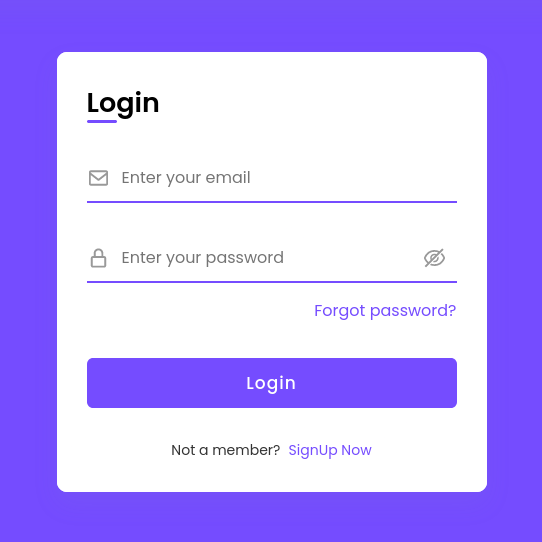 Login
Enter your email
Enter your password
Forgot password?
Login
Not a member? SignUp Now